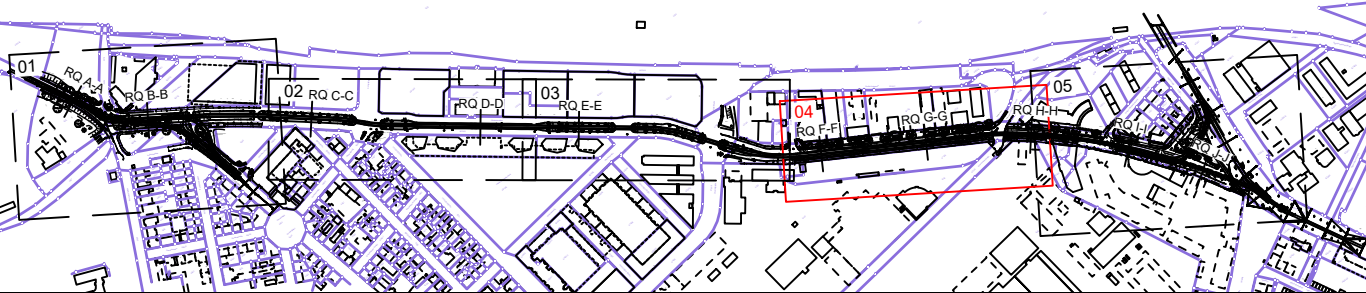 01
RQ A-A
RQ B-B
02
RQ C-C
RQ D-D
03
RQ E-E
04
RQ F-F
RQ G-G
RQ H-H
05
RQ I-I
RQ J-J